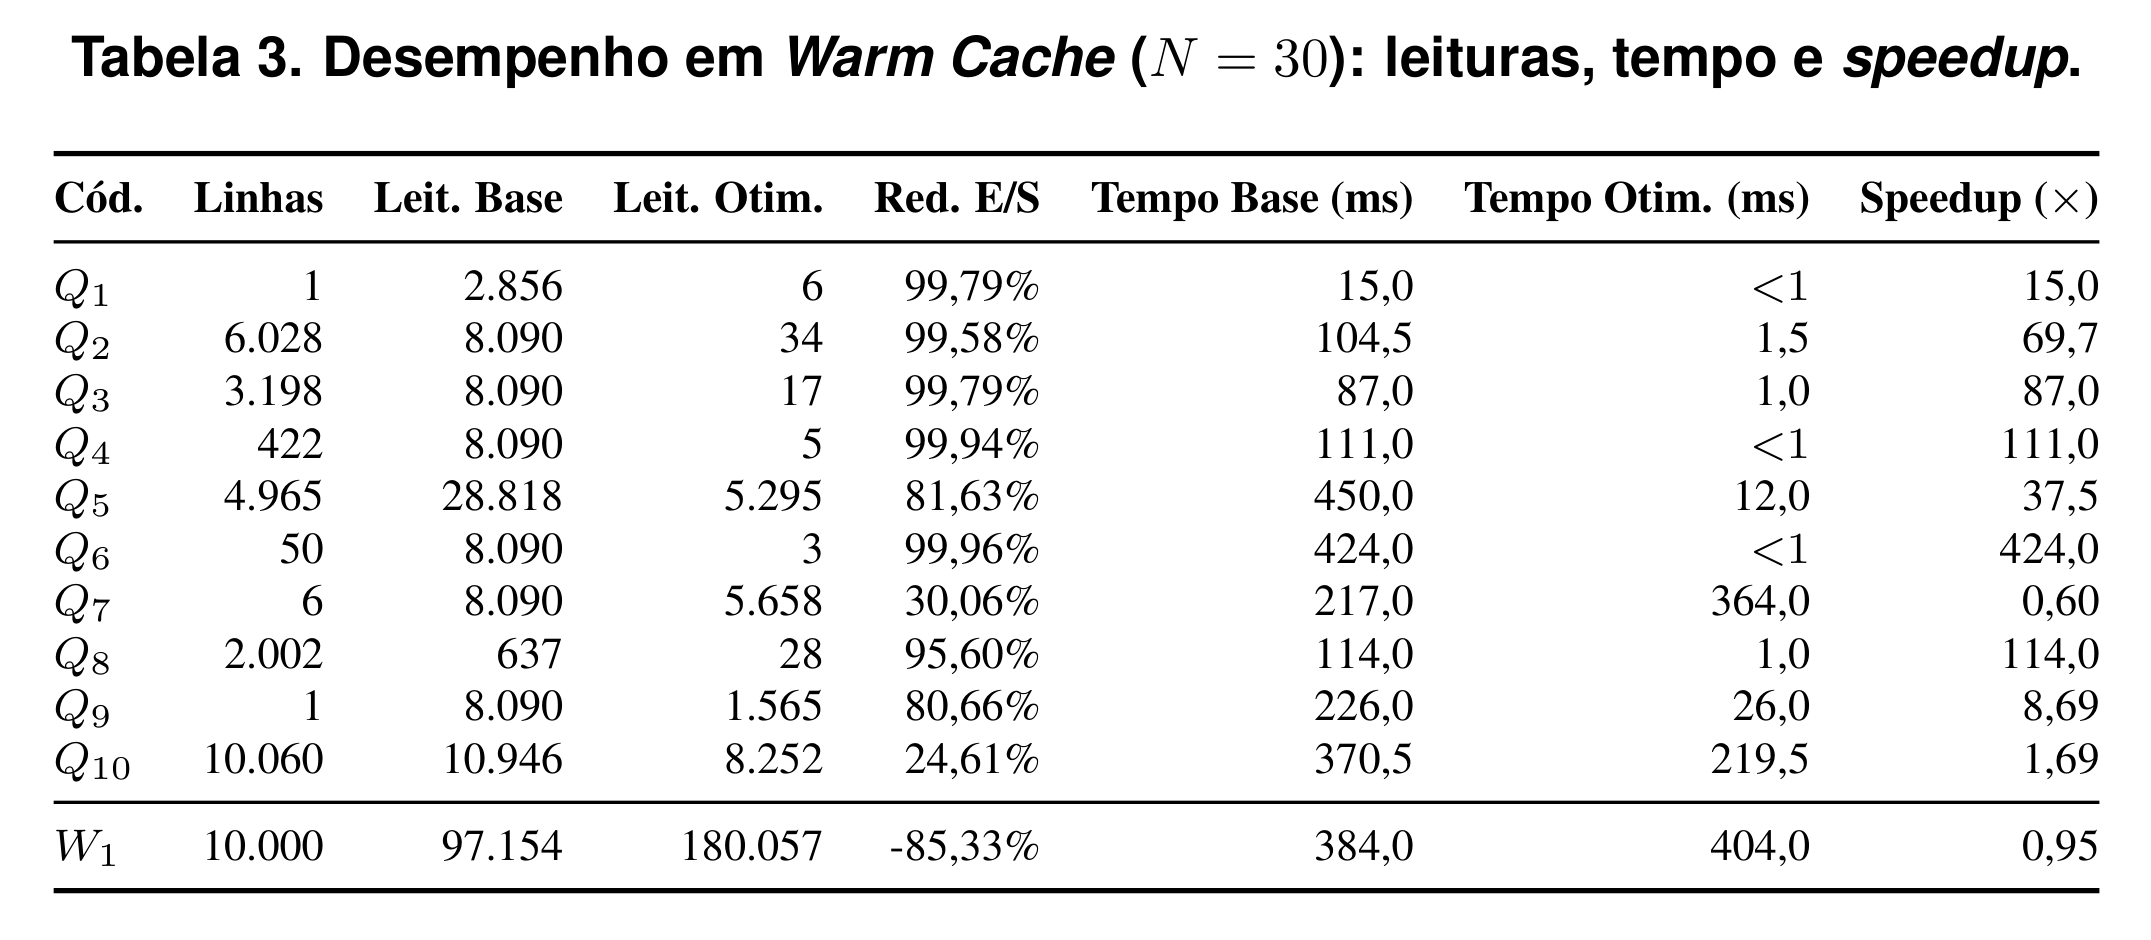 Tabela 3. Desempenho em Warm Cache (N = 30): leituras, tempo e speedup.
Cód. Linhas Leit. Base Leit. Otim. Red. E/S Tempo Base (ms) Tempo Otim. (ms) Speedup (×)
Q1 1 2.856 6 99,79% 15,0 <1 15,0
Q2 6.028 8.090 34 99,58% 104,5 1,5 69,7
Q3 3.198 8.090 17 99,79% 87,0 1,0 87,0
Q4 422 8.090 5 99,94% 111,0 <1 111,0
Q5 4.965 28.818 5.295 81,63% 450,0 12,0 37,5
Q6 50 8.090 3 99,96% 424,0 <1 424,0
Q7 6 8.090 5.658 30,06% 217,0 364,0 0,60
Q8 2.002 637 28 95,60% 114,0 1,0 114,0
Q9 1 8.090 1.565 80,66% 226,0 26,0 8,69
Q10 10.060 10.946 8.252 24,61% 370,5 219,5 1,69
W1 10.000 97.154 180.057 -85,33% 384,0 404,0 0,95